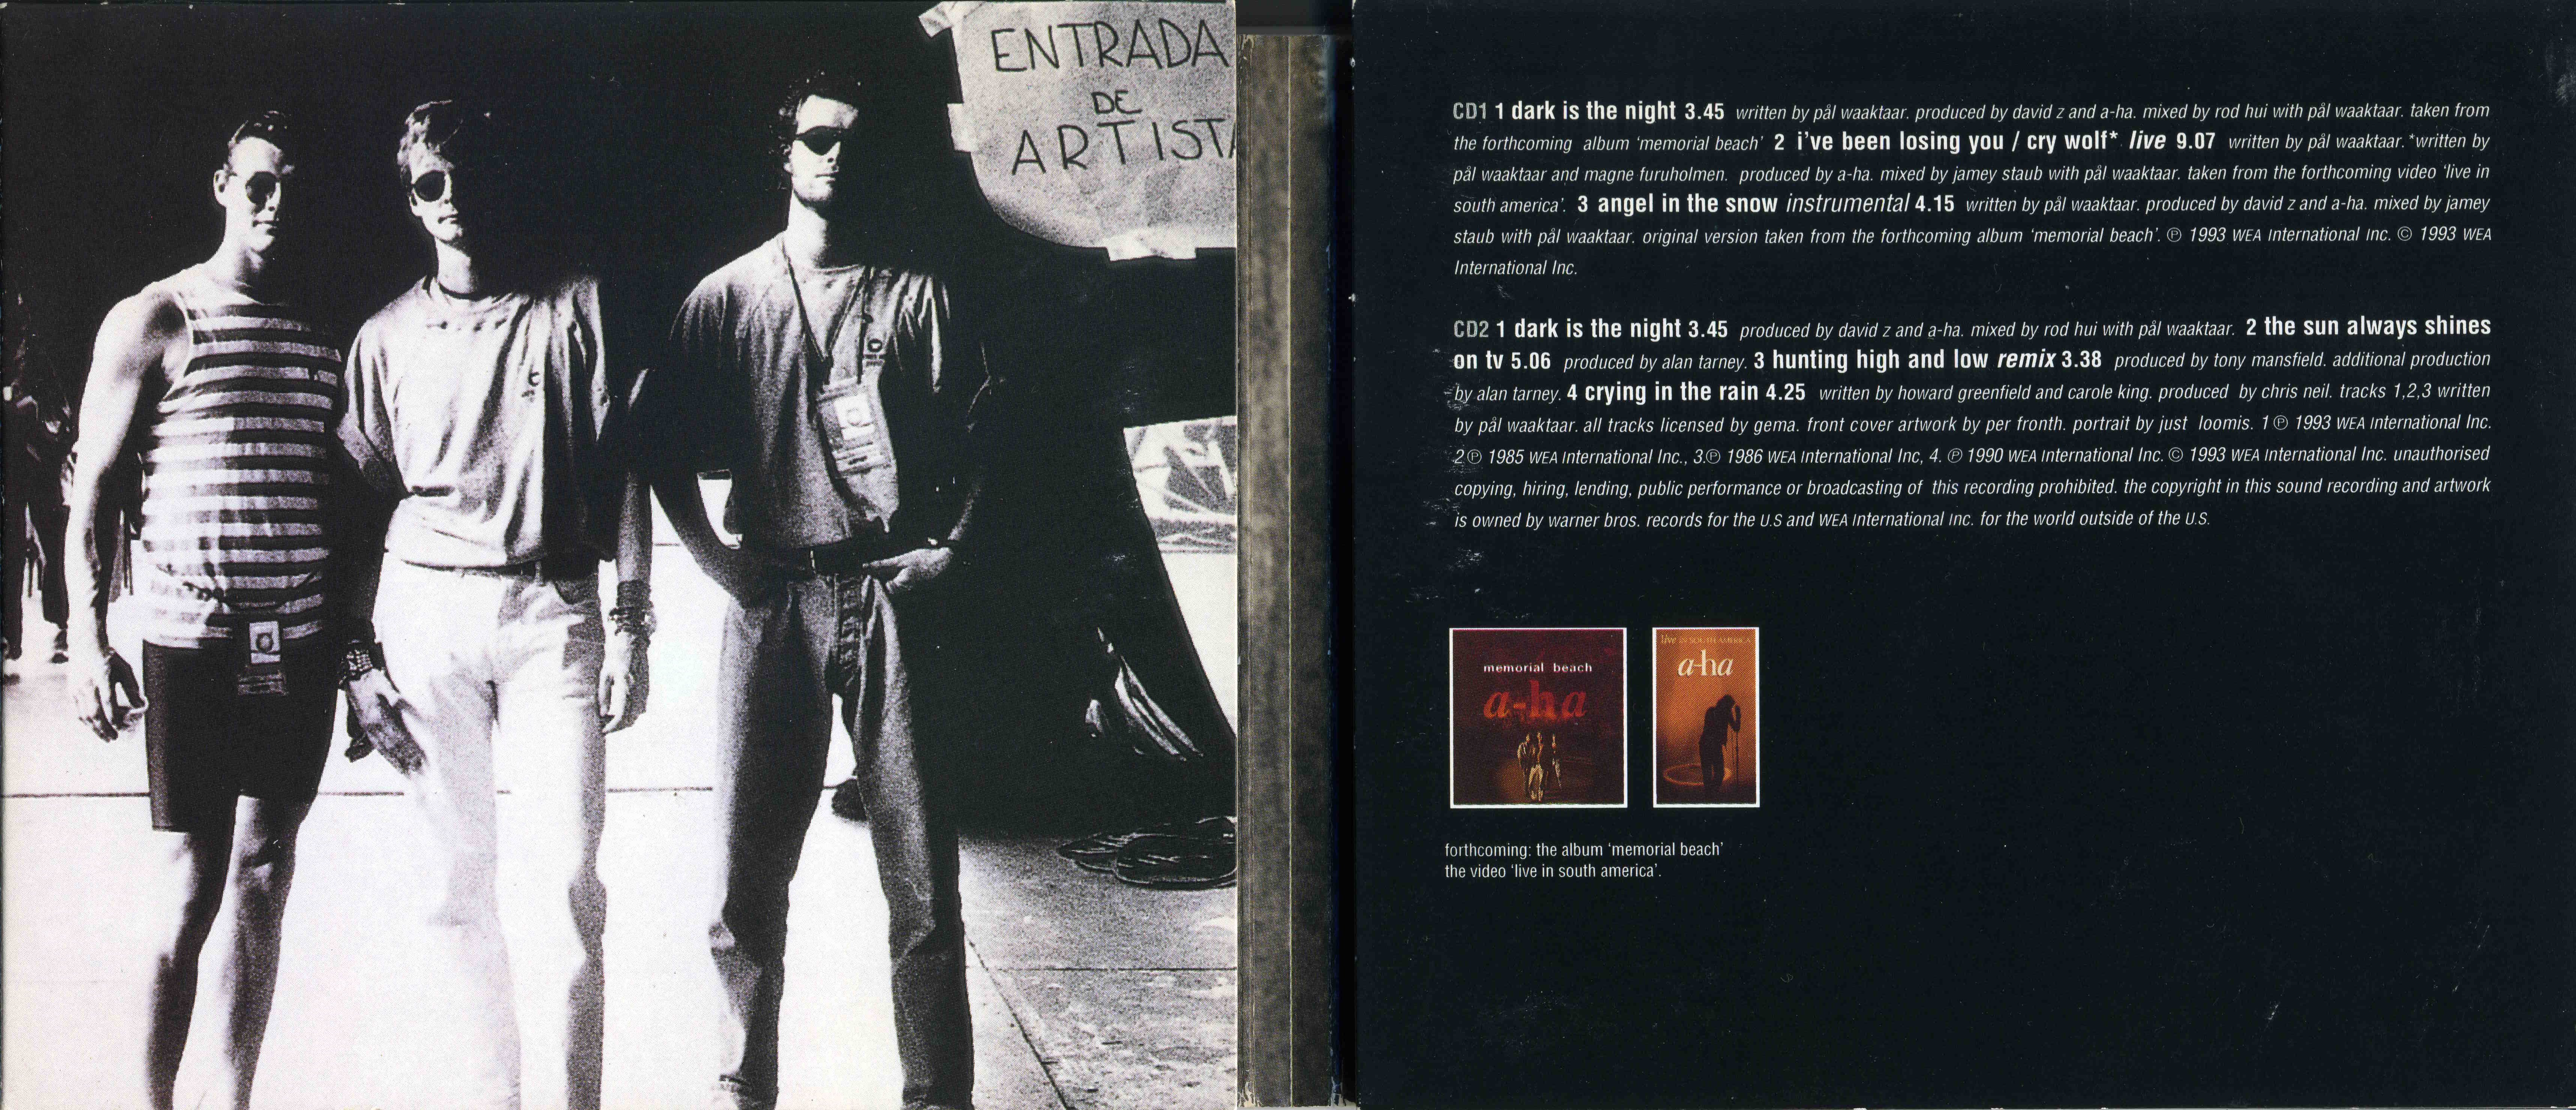 ENTRADA
DE
ARTIST
CD1 1 dark is the night 3.45 written by pål waaktaar. produced by david z and a-ha. mixed by rod hui with pål waaktaar. taken from
the forthcoming album 'memorial beach' 2 i've been losing you / cry wolf* live 9.07 written by pål waaktaar. *written by
pål waaktaar and magne furuholmen. produced by a-ha. mixed by jamey staub with pål waaktaar. taken from the forthcoming video 'live in
south america'. 3 angel in the snow instrumental 4.15 written by pål waaktaar. produced by david z and a-ha. mixed by jamey
staub with pål waaktaar. original version taken from the forthcoming album 'memorial beach'. ℗ 1993 WEA International Inc. © 1993 WEA
International Inc.
CD2 1 dark is the night 3.45 produced by david z and a-ha. mixed by rod hui with pål waaktaar. 2 the sun always shines
on tv 5.06 produced by alan tarney. 3 hunting high and low remix 3.38 produced by tony mansfield. additional production
by alan tarney. 4 crying in the rain 4.25 written by howard greenfield and carole king. produced by chris neil. tracks 1,2,3 written
by pål waaktaar. all tracks licensed by gema. front cover artwork by per fronth. portrait by just loomis. 1 ℗ 1993 WEA International Inc.
2 ℗ 1985 WEA International Inc., 3.℗ 1986 WEA International Inc, 4. ℗ 1990 WEA International Inc. © 1993 WEA International Inc. unauthorised
copying, hiring, lending, public performance or broadcasting of this recording prohibited. the copyright in this sound recording and artwork
is owned by warner bros. records for the U.S and WEA International Inc. for the world outside of the U.S.
memorial beach
a-ha
live IN SOUTH AMERICA
a-ha
forthcoming: the album 'memorial beach'
the video 'live in south america'.